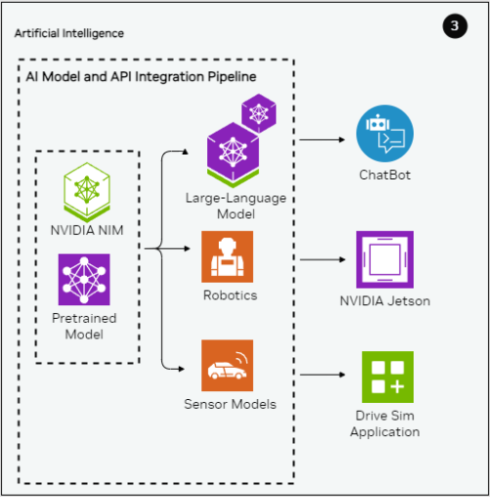 3
Artificial Intelligence
AI Model and API Integration Pipeline
NVIDIA NIM
Pretrained
Model
Large-Language
Model
Robotics
Sensor Models
ChatBot
NVIDIA Jetson
Drive Sim
Application